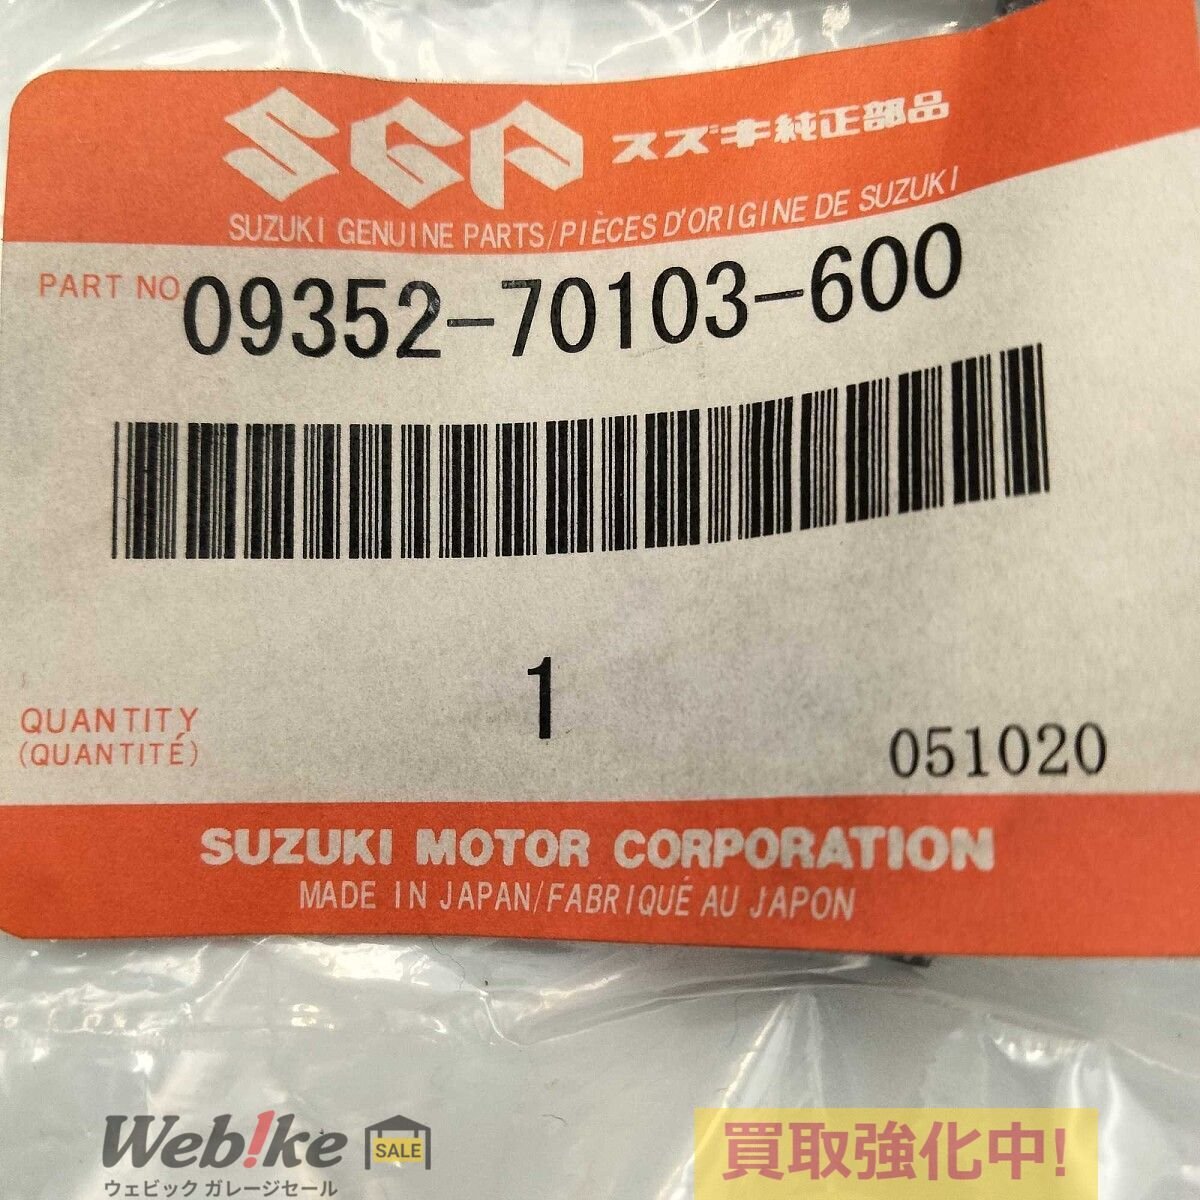 SGP スズキ純正部品
SUZUKI GENUINE PARTS/PIÈCES D'ORIGINE DE SUZUKI
PART NO. 09352-70103-600
1
QUANTITY
(QUANTITÉ)
051020
SUZUKI MOTOR CORPORATION
MADE IN JAPAN/FABRIQUÉ AU JAPON
Web!ke SALE
ウェビック ガレージセール
買取強化中!